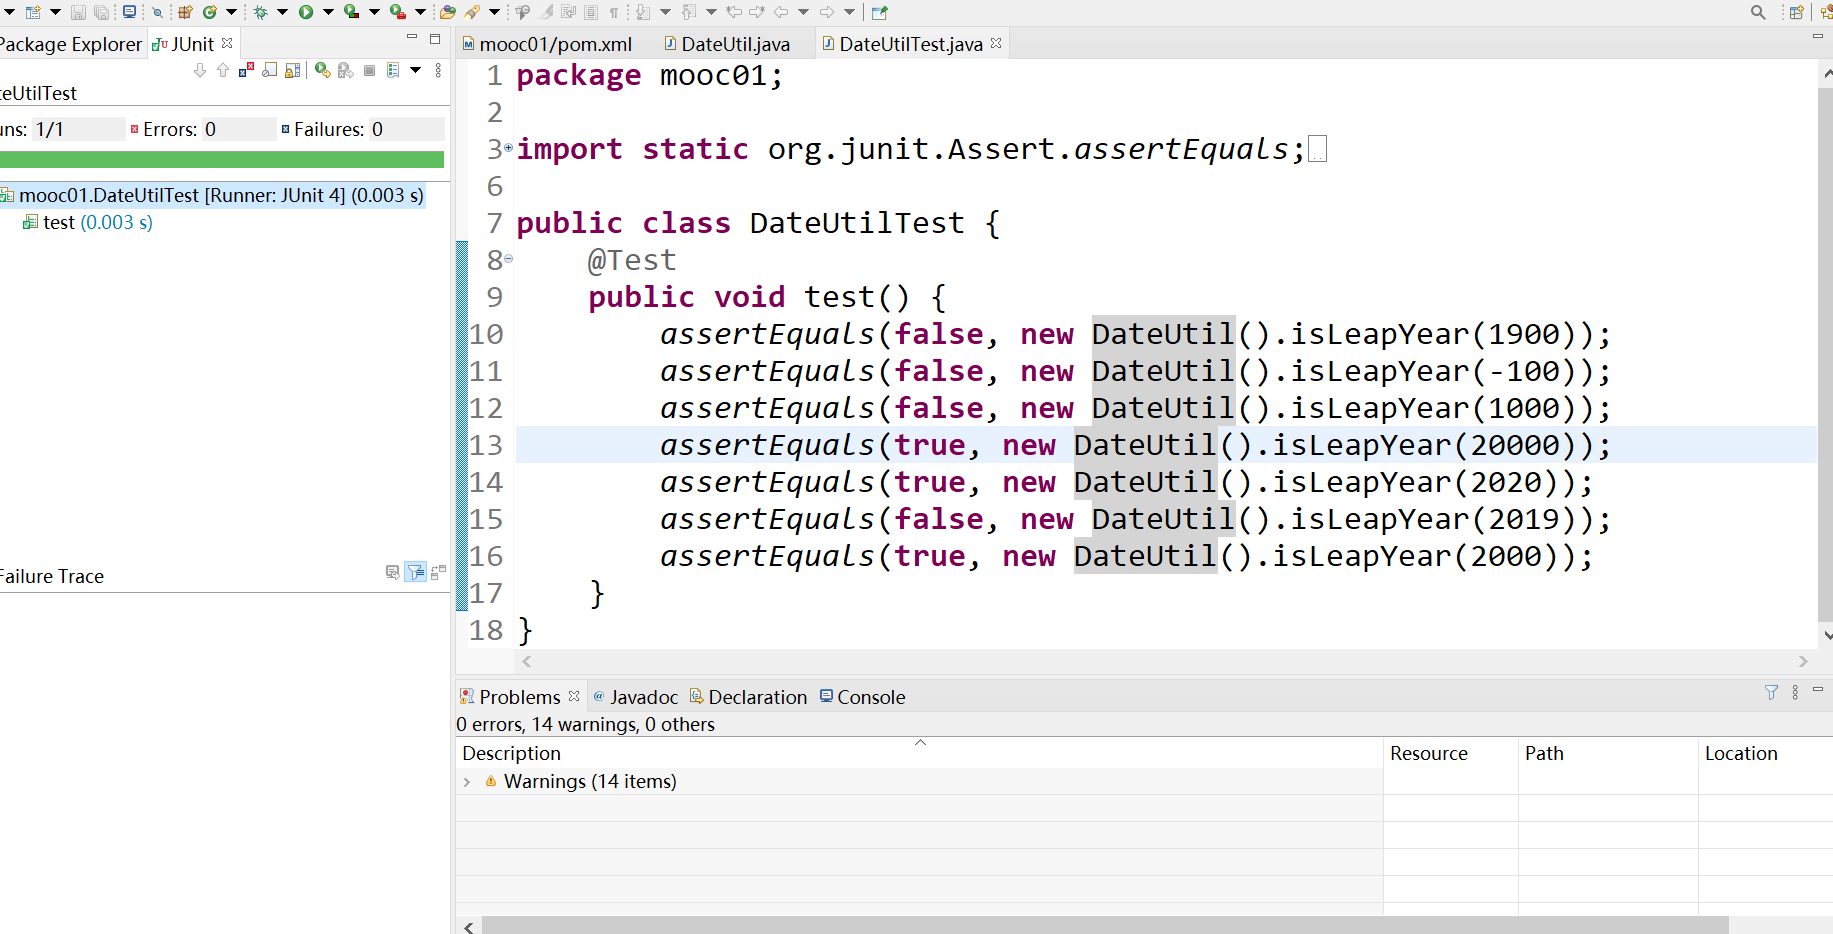 Package Explorer JUnit
eUtilTest
uns: 1/1 Errors: 0 Failures: 0
mooc01.DateUtilTest [Runner: JUnit 4] (0.003 s)
test (0.003 s)
Failure Trace
mooc01/pom.xml DateUtil.java DateUtilTest.java
1 package mooc01;
2
3 import static org.junit.Assert.assertEquals;
6
7 public class DateUtilTest {
8 @Test
9 public void test() {
10 assertEquals(false, new DateUtil().isLeapYear(1900));
11 assertEquals(false, new DateUtil().isLeapYear(-100));
12 assertEquals(false, new DateUtil().isLeapYear(1000));
13 assertEquals(true, new DateUtil().isLeapYear(20000));
14 assertEquals(true, new DateUtil().isLeapYear(2020));
15 assertEquals(false, new DateUtil().isLeapYear(2019));
16 assertEquals(true, new DateUtil().isLeapYear(2000));
17 }
18 }
Problems Javadoc Declaration Console
0 errors, 14 warnings, 0 others
Description Resource Path Location
Warnings (14 items)